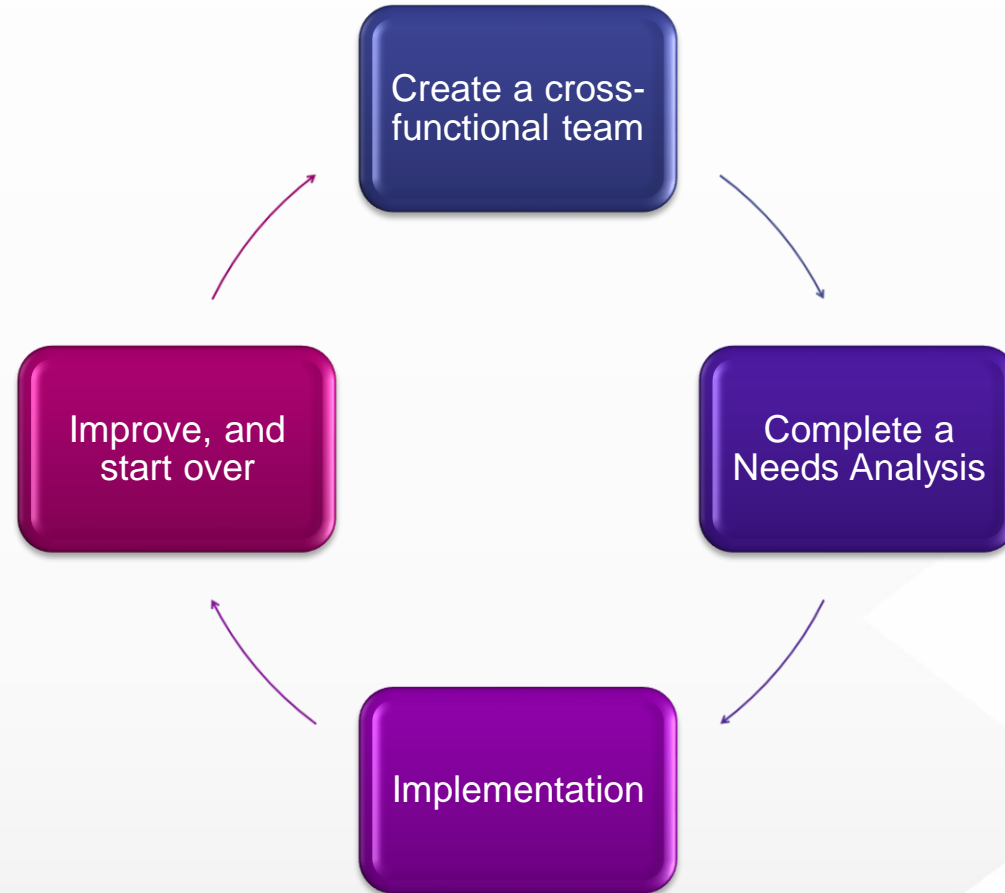 Create a cross-
functional team
Complete a
Needs Analysis
Implementation
Improve, and
start over